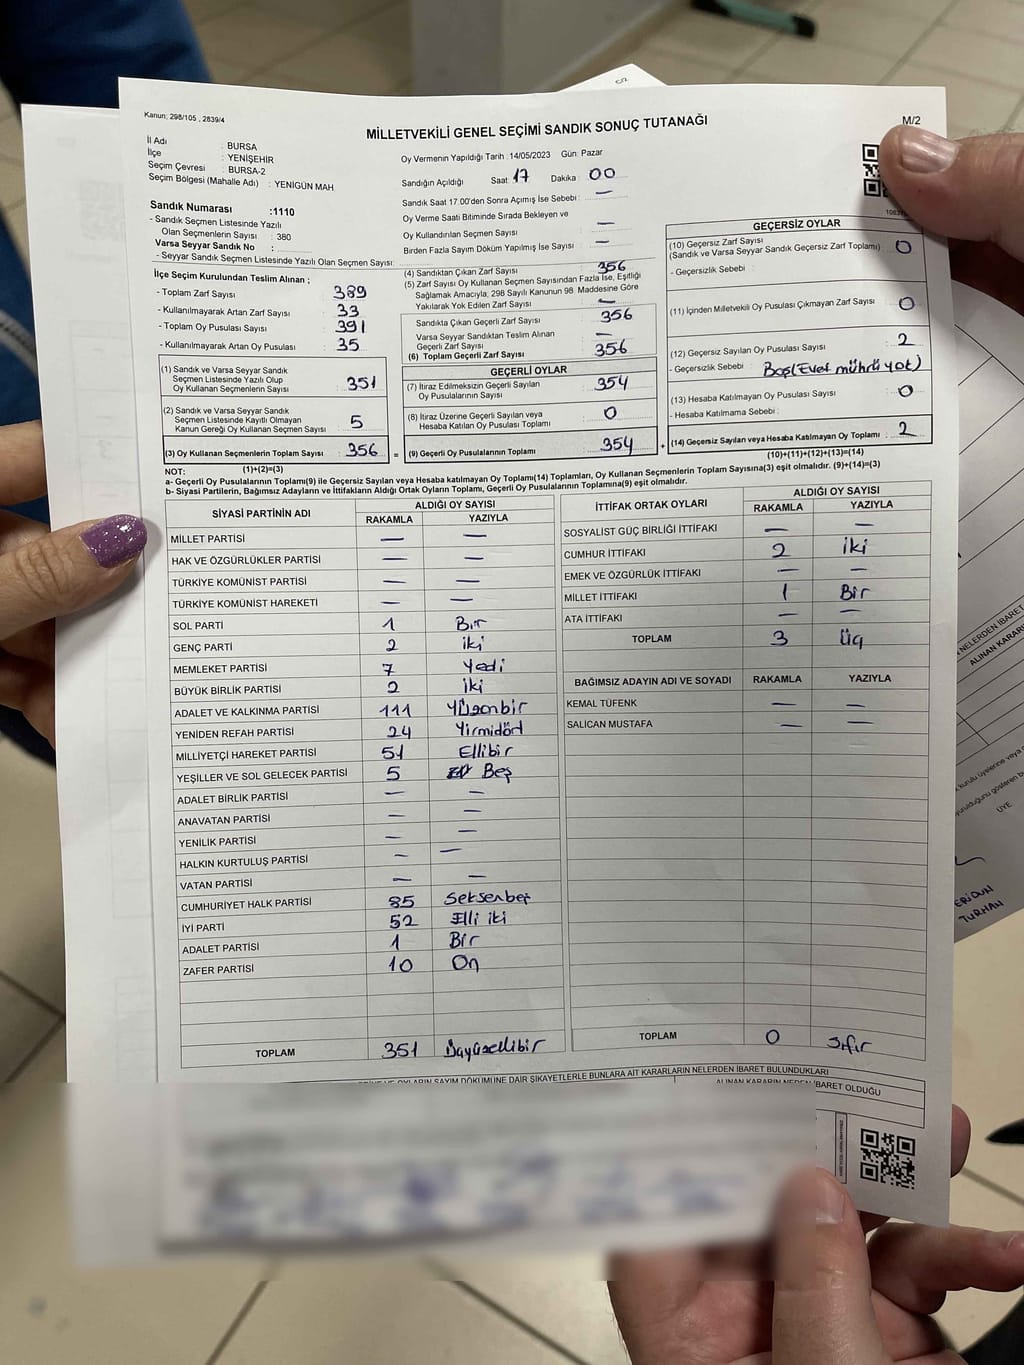 Kanun; 298/105 , 2839/4
MİLLETVEKİLİ GENEL SEÇİMİ SANDIK SONUÇ TUTANAĞI
M/2
İl Adı : BURSA
İlçe : YENİŞEHİR
Seçim Çevresi : BURSA-2
Seçim Bölgesi (Mahalle Adı) : YENİGÜN MAH
Sandık Numarası :1110
- Sandık Seçmen Listesinde Yazılı
Olan Seçmenlerin Sayısı : 380
Varsa Seyyar Sandık No :
- Seyyar Sandık Seçmen Listesinde Yazılı Olan Seçmen Sayısı:
Oy Vermenin Yapıldığı Tarih :14/05/2023 Gün: Pazar
Sandığın Açıldığı Saat: 17 Dakika : 00
Sandık Saat 17.00'den Sonra Açımış İse Sebebi : —
Oy Verme Saati Bitiminde Sırada Bekleyen ve
Oy Kullandırılan Seçmen Sayısı : —
Birden Fazla Sayım Döküm Yapılmış İse Sayısı : —
İlçe Seçim Kurulundan Teslim Alınan ;
- Toplam Zarf Sayısı : 389
- Kullanılmayarak Artan Zarf Sayısı : 33
- Toplam Oy Pusulası Sayısı : 391
- Kullanılmayarak Artan Oy Pusulası : 35
(1) Sandık ve Varsa Seyyar Sandık
Seçmen Listesinde Yazılı Olup
Oy Kullanan Seçmenlerin Sayısı : 351
(2) Sandık ve Varsa Seyyar Sandık
Seçmen Listesinde Kayıtlı Olmayan
Kanun Gereği Oy Kullanan Seçmen Sayısı : 5
(3) Oy Kullanan Seçmenlerin Toplam Sayısı : 356
(1)+(2)=(3)
(4) Sandıktan Çıkan Zarf Sayısı : 356
(5) Zarf Sayısı Oy Kullanan Seçmen Sayısından Fazla İse, Eşitliği
Sağlamak Amacıyla; 298 Sayılı Kanunun 98. Maddesine Göre
Yakılarak Yok Edilen Zarf Sayısı : —
Sandıkta Çıkan Geçerli Zarf Sayısı : 356
Varsa Seyyar Sandıktan Teslim Alınan
Geçerli Zarf Sayısı : —
(6) Toplam Geçerli Zarf Sayısı : 356
GEÇERLİ OYLAR
(7) İtiraz Edilmeksizin Geçerli Sayılan
Oy Pusulalarının Sayısı : 354
(8) İtiraz Üzerine Geçerli Sayılan veya
Hesaba Katılan Oy Pusulası Toplamı : 0
= (9) Geçerli Oy Pusulalarının Toplamı : 354
GEÇERSİZ OYLAR
(10) Geçersiz Zarf Sayısı
(Sandık ve Varsa Seyyar Sandık Geçersiz Zarf Toplamı) : 0
- Geçersizlik Sebebi :
(11) İçinden Milletvekili Oy Pusulası Çıkmayan Zarf Sayısı : 0
(12) Geçersiz Sayılan Oy Pusulası Sayısı : 2
- Geçersizlik Sebebi : Boş(Evet mührü yok)
(13) Hesaba Katılmayan Oy Pusulası Sayısı : 0
- Hesaba Katılmama Sebebi :
+ (14) Geçersiz Sayılan veya Hesaba Katılmayan Oy Toplamı : 2
(10)+(11)+(12)+(13)=(14)
NOT:
a- Geçerli Oy Pusulalarının Toplamı(9) ile Geçersiz Sayılan veya Hesaba katılmayan Oy Toplamı(14) Toplamları, Oy Kullanan Seçmenlerin Toplam Sayısına(3) eşit olmalıdır. (9)+(14)=(3)
b- Siyasi Partilerin, Bağımsız Adayların ve İttifakların Aldığı Ortak Oyların Toplamı, Geçerli Oy Pusulalarının Toplamına(9) eşit olmalıdır.
SİYASİ PARTİNİN ADI ALDIĞI OY SAYISI
RAKAMLA YAZIYLA
MİLLET PARTİSİ — —
HAK VE ÖZGÜRLÜKLER PARTİSİ — —
TÜRKİYE KOMÜNİST PARTİSİ — —
TÜRKİYE KOMÜNİST HAREKETİ — —
SOL PARTİ 1 Bir
GENÇ PARTİ 2 iki
MEMLEKET PARTİSİ 7 Yedi
BÜYÜK BİRLİK PARTİSİ 2 iki
ADALET VE KALKINMA PARTİSİ 111 Yüzonbir
YENİDEN REFAH PARTİSİ 24 Yirmidört
MİLLİYETÇİ HAREKET PARTİSİ 51 Ellibir
YEŞİLLER VE SOL GELECEK PARTİSİ 5 Beş
ADALET BİRLİK PARTİSİ — —
ANAVATAN PARTİSİ — —
YENİLİK PARTİSİ — —
HALKIN KURTULUŞ PARTİSİ — —
VATAN PARTİSİ — —
CUMHURİYET HALK PARTİSİ 85 Seksenbeş
İYİ PARTİ 52 Elli iki
ADALET PARTİSİ 1 Bir
ZAFER PARTİSİ 10 On
TOPLAM 351 Üçyüzellibir
İTTİFAK ORTAK OYLARI ALDIĞI OY SAYISI
RAKAMLA YAZIYLA
SOSYALIST GÜÇ BİRLİĞİ İTTİFAKI — —
CUMHUR İTTİFAKI 2 iki
EMEK VE ÖZGÜRLÜK İTTİFAKI — —
MİLLET İTTİFAKI 1 Bir
ATA İTTİFAKI — —
TOPLAM 3 Üç
BAĞIMSIZ ADAYIN ADI VE SOYADI RAKAMLA YAZIYLA
KEMAL TÜFENK — —
SALİCAN MUSTAFA — —
TOPLAM 0 Sıfır
OYLARIN SAYIM DÖKÜMÜNE DAİR ŞİKAYETLERLE BUNLARA AİT KARARLARIN NELERDEN İBARET BULUNDUKLARI
ALINAN KARARIN NEDEN İBARET OLDUĞU
NELERDEN İBARET
ALINAN KARARIN
ÜYE
TURHAN